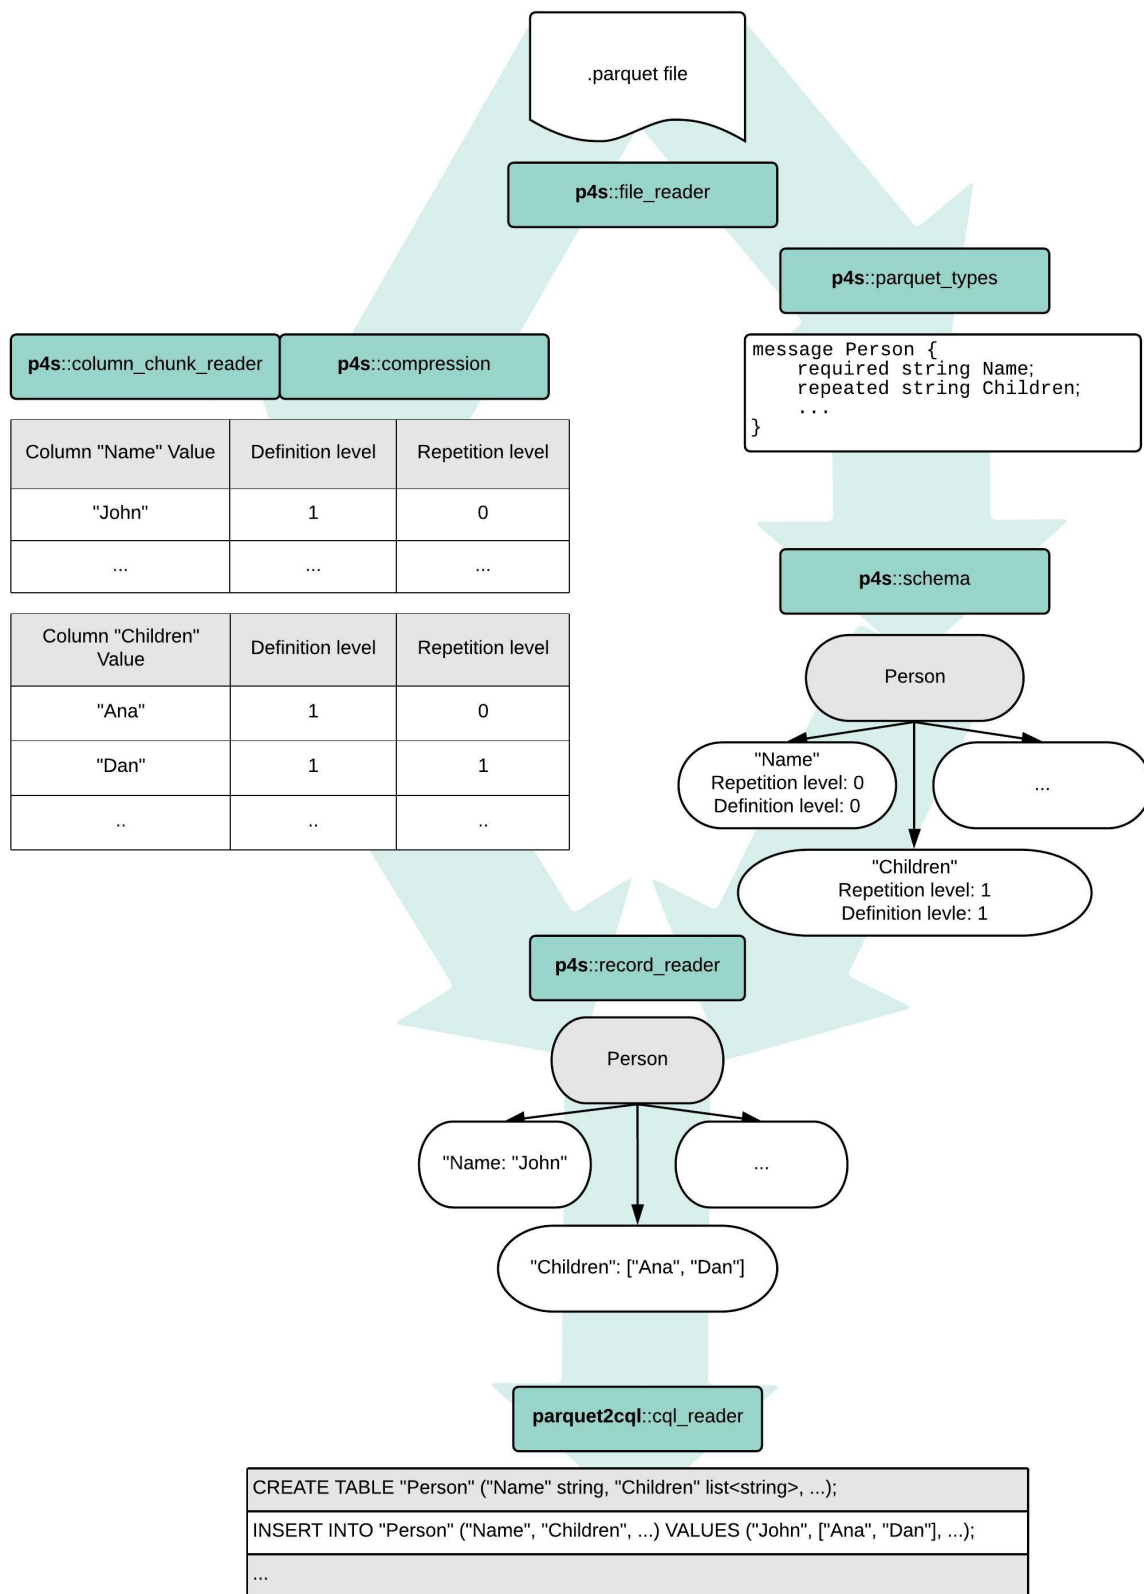 .parquet file
p4s::file_reader
p4s::parquet_types
p4s::column_chunk_reader
p4s::compression
message Person {
required string Name;
repeated string Children;
...
}
Column "Name" Value Definition level Repetition level
"John" 1 0
... ... ...
p4s::schema
Column "Children"
Value
Definition level Repetition level
"Ana" 1 0
"Dan" 1 1
.. .. ..
Person
"Name"
Repetition level: 0
Definition level: 0
...
"Children"
Repetition level: 1
Definition levle: 1
p4s::record_reader
Person
"Name: "John"
...
"Children": ["Ana", "Dan"]
parquet2cql::cql_reader
CREATE TABLE "Person" ("Name" string, "Children" list<string>, ...);
INSERT INTO "Person" ("Name", "Children", ...) VALUES ("John", ["Ana", "Dan"], ...);
...